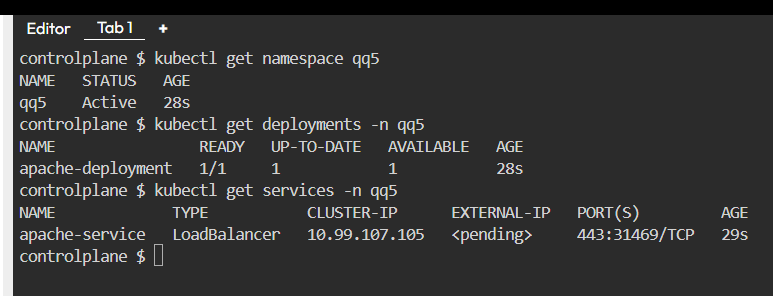 Editor Tab 1 +
controlplane $ kubectl get namespace qq5
NAME STATUS AGE
qq5 Active 28s
controlplane $ kubectl get deployments -n qq5
NAME READY UP-TO-DATE AVAILABLE AGE
apache-deployment 1/1 1 1 28s
controlplane $ kubectl get services -n qq5
NAME TYPE CLUSTER-IP EXTERNAL-IP PORT(S) AGE
apache-service LoadBalancer 10.99.107.105 <pending> 443:31469/TCP 29s
controlplane $